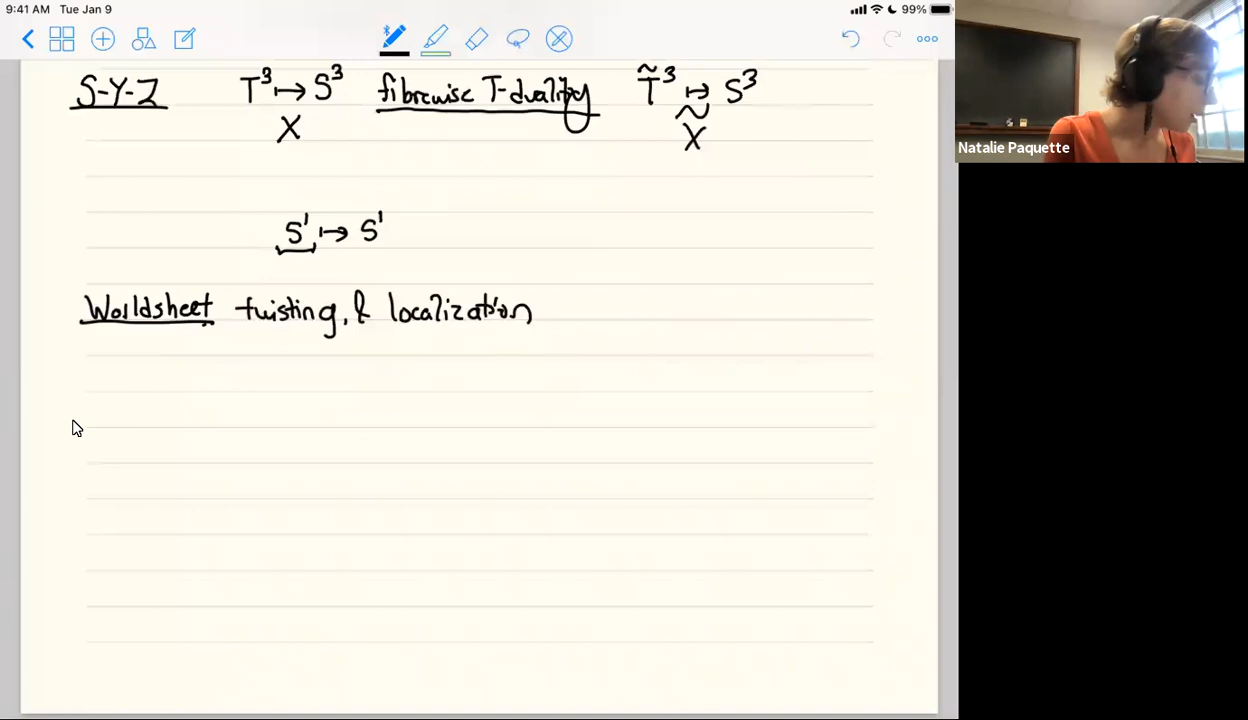 9:41 AM Tue Jan 9
99%
S-Y-Z T³ ↦ S³ fibrewise T-duality T̃³ ↦ S³
X X̃
S¹ ↦ S¹
Worldsheet twisting, & localization
Natalie Paquette